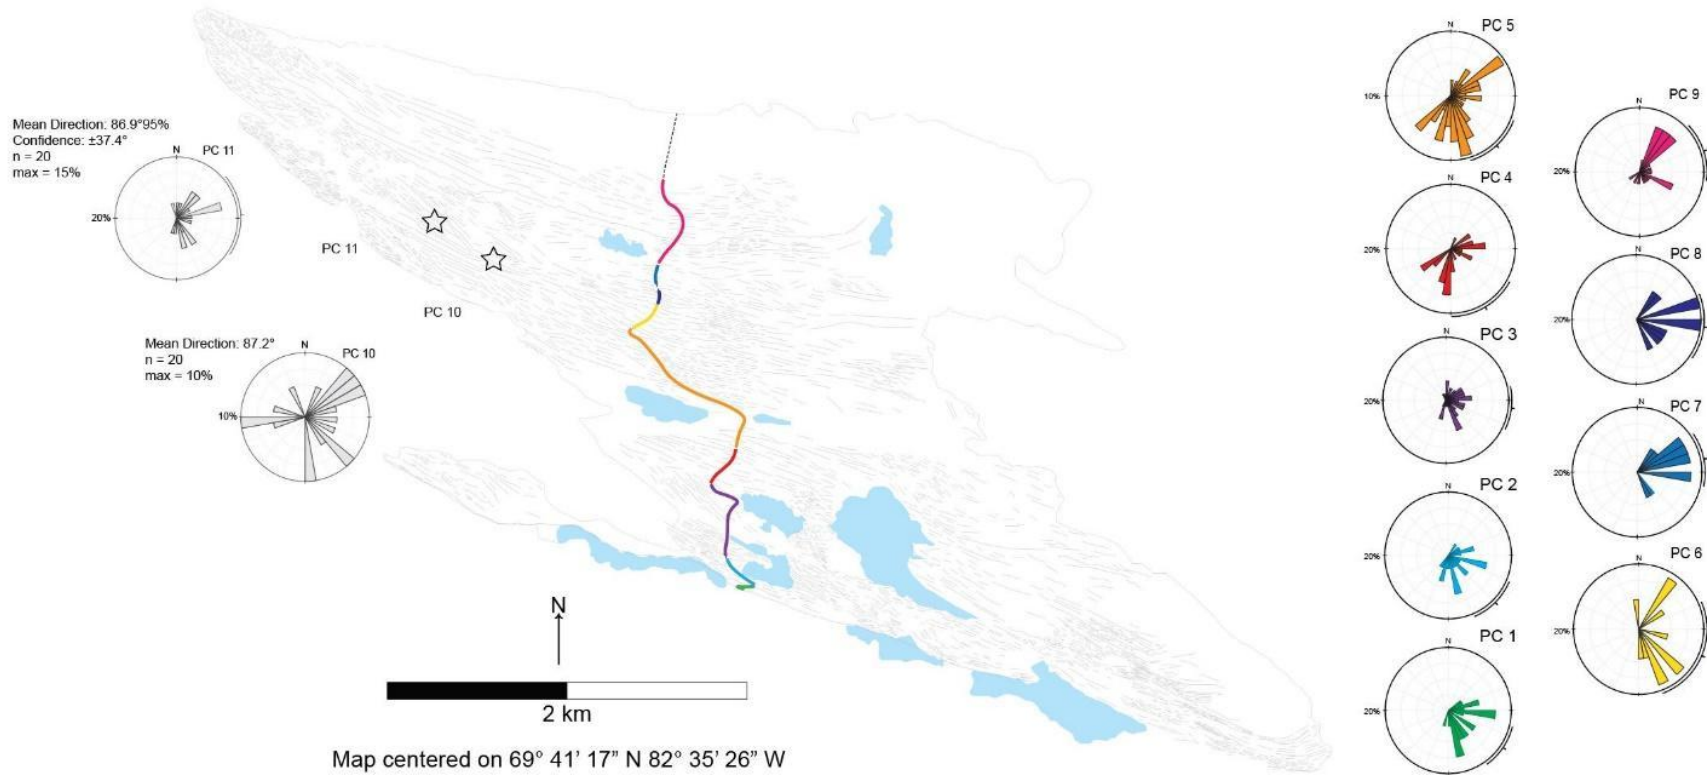 Mean Direction: 86.9°95%
Confidence: ±37.4°
n = 20
max = 15%
N
PC 11
20%
PC 11
PC 10
Mean Direction: 87.2°
n = 20
max = 10%
N
PC 10
10%
N
2 km
Map centered on 69° 41’ 17” N 82° 35’ 26” W
PC 5
N
10%
PC 4
N
20%
PC 3
N
20%
PC 2
N
20%
PC 1
N
20%
PC 9
N
20%
PC 8
N
20%
PC 7
N
20%
PC 6
N
20%